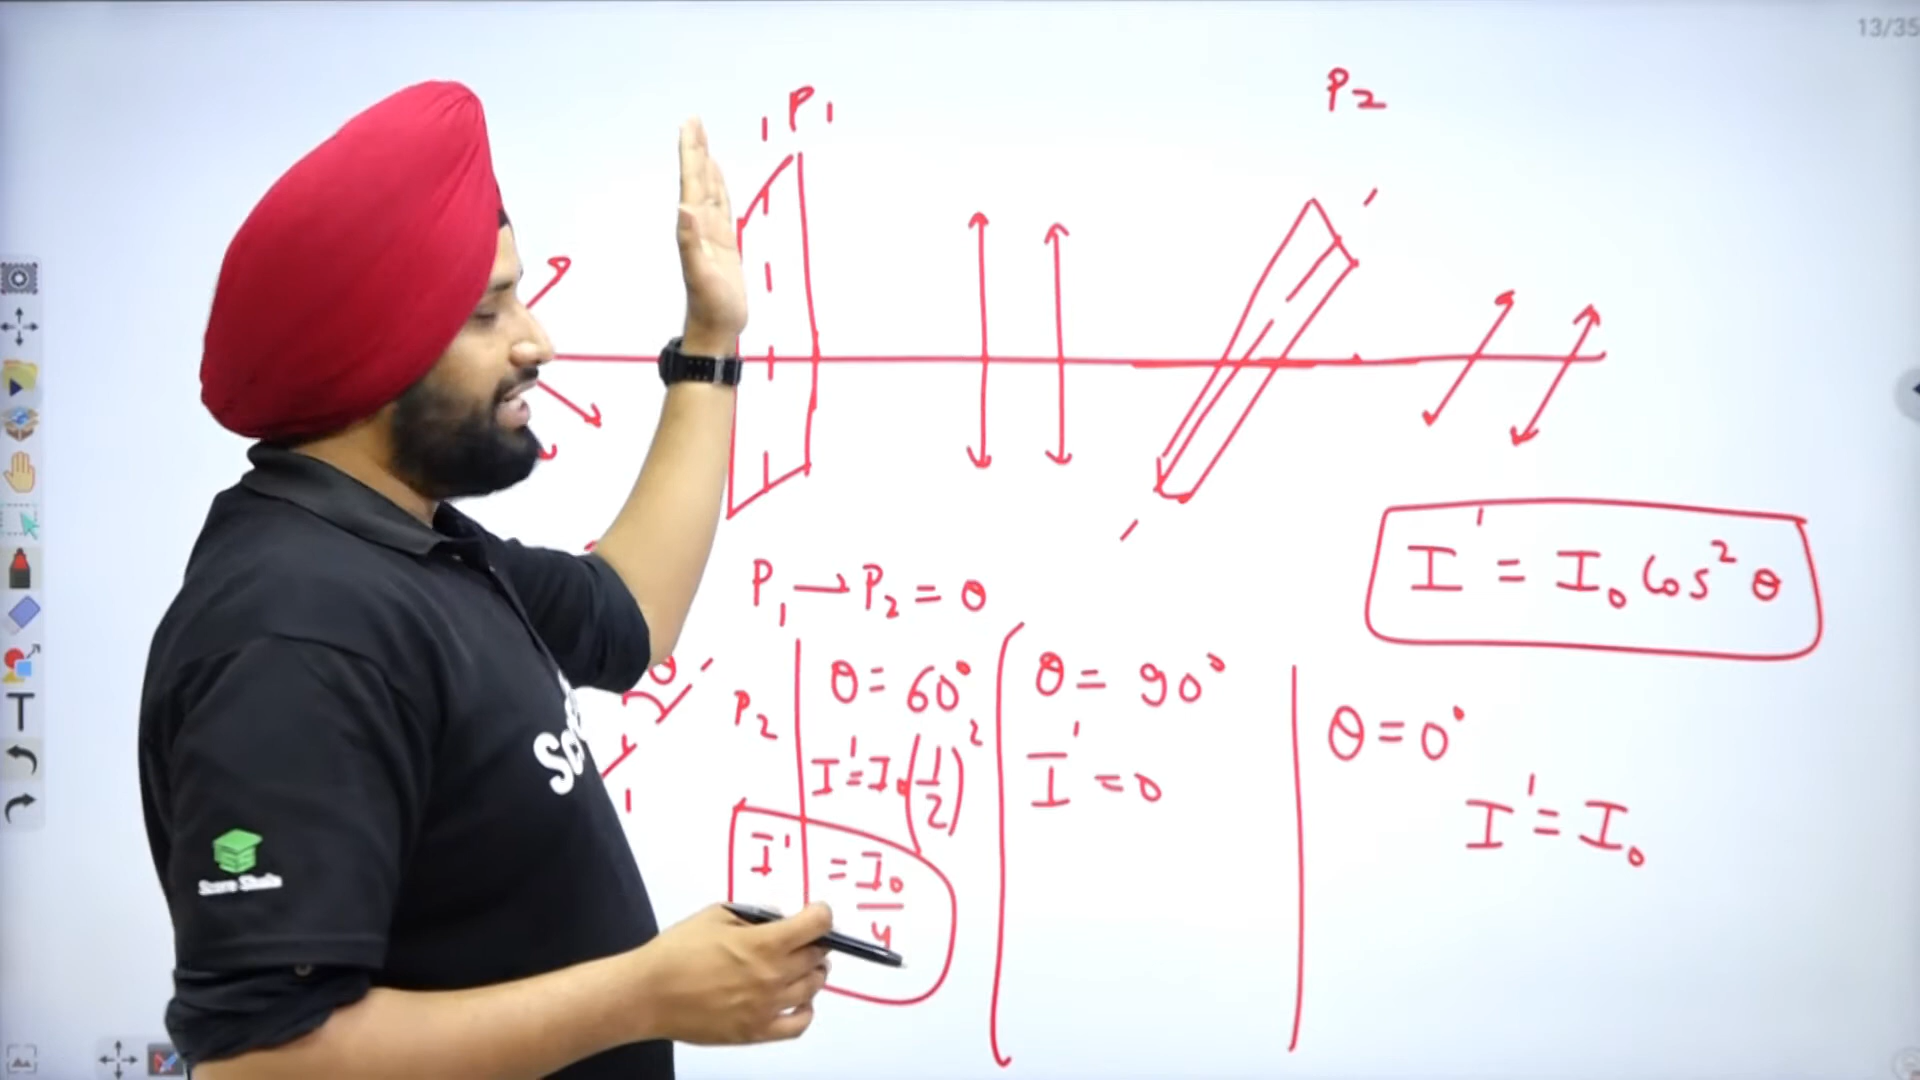 13/35
P1
P2
P1 → P2 = θ
I' = I₀ Cos² θ
θ
P2
θ = 60°
I' = I₀ (1/2)²
I' = I₀/4
θ = 90°
I' = 0
θ = 0°
I' = I₀